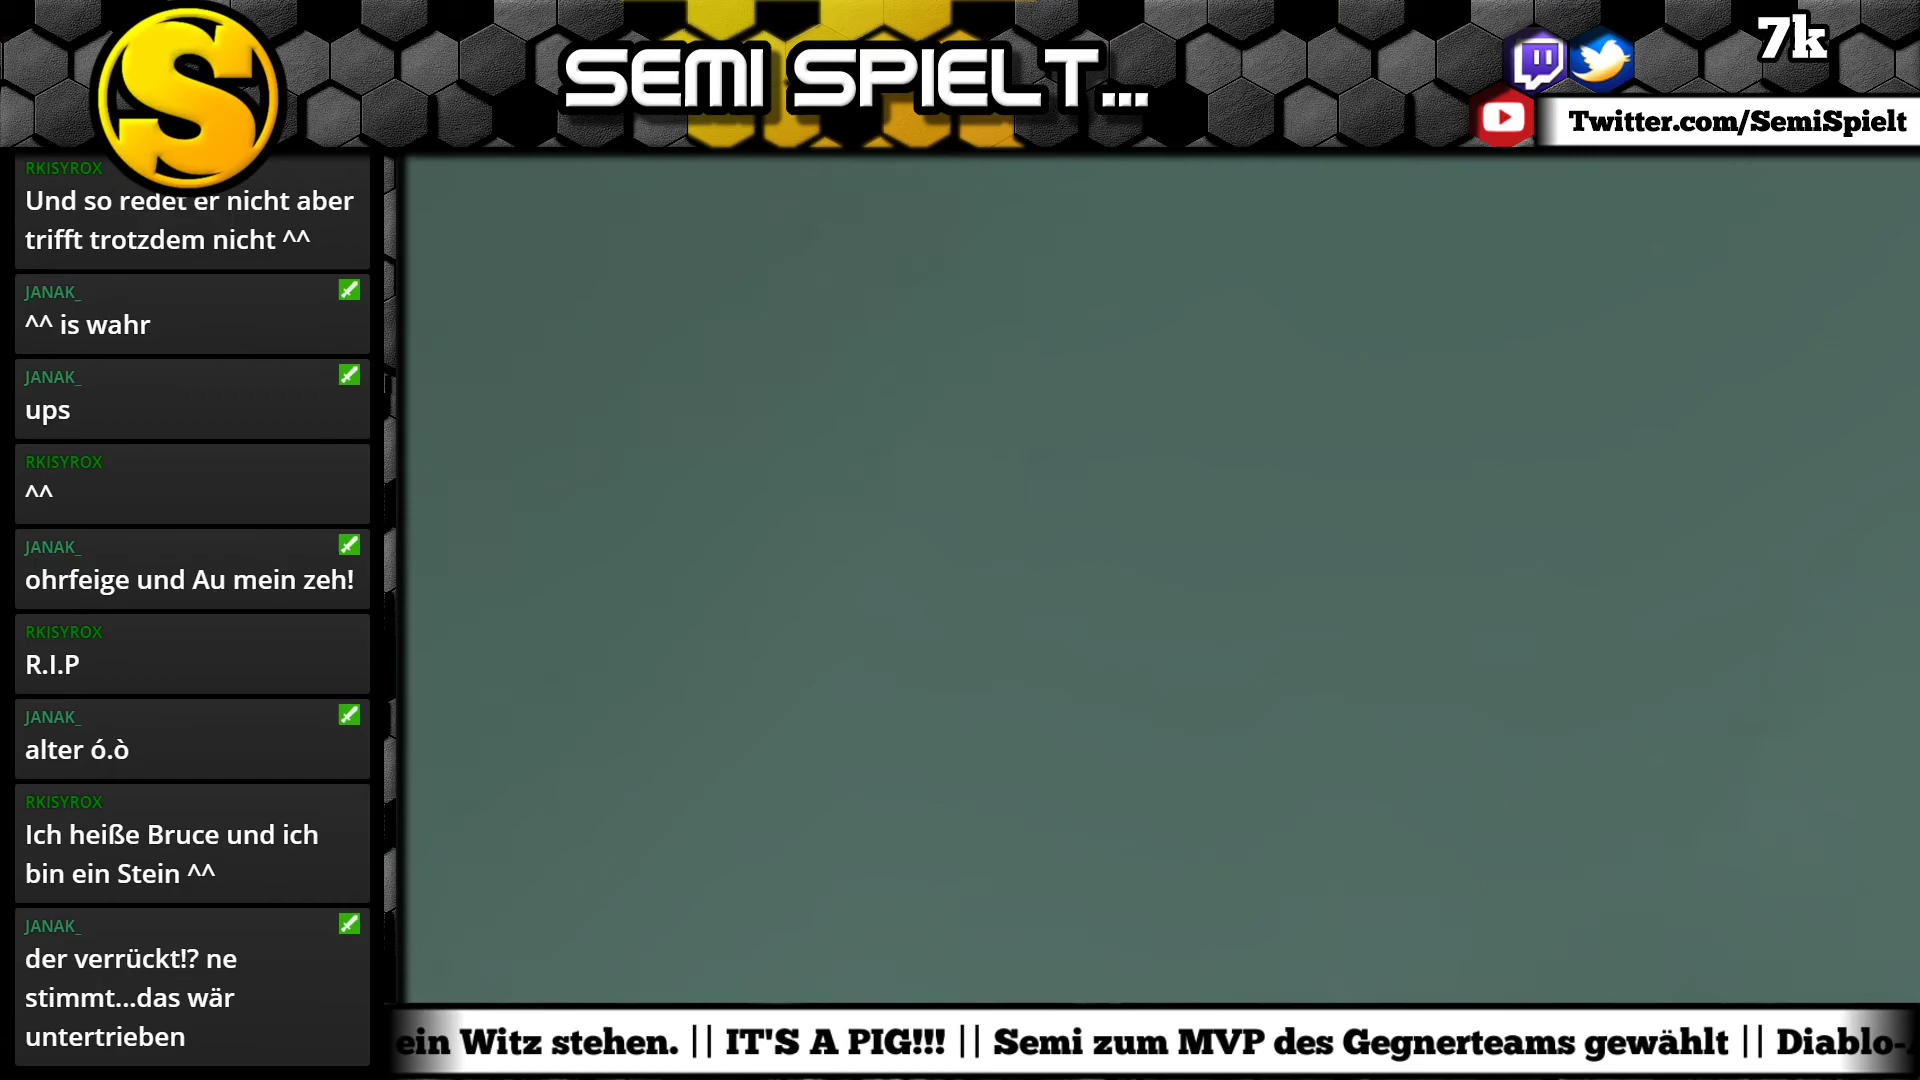 SEMI SPIELT...
7k
Twitter.com/SemiSpielt
S
RKISYROX
Und so redet er nicht aber
trifft trotzdem nicht ^^
JANAK_
^^ is wahr
JANAK_
ups
RKISYROX
^^
JANAK_
ohrfeige und Au mein zeh!
RKISYROX
R.I.P
JANAK_
alter ó.ò
RKISYROX
Ich heiße Bruce und ich
bin ein Stein ^^
JANAK_
der verrückt!? ne
stimmt...das wär
untertrieben
ein Witz stehen. || IT'S A PIG!!! || Semi zum MVP des Gegnerteams gewählt || Diablo-